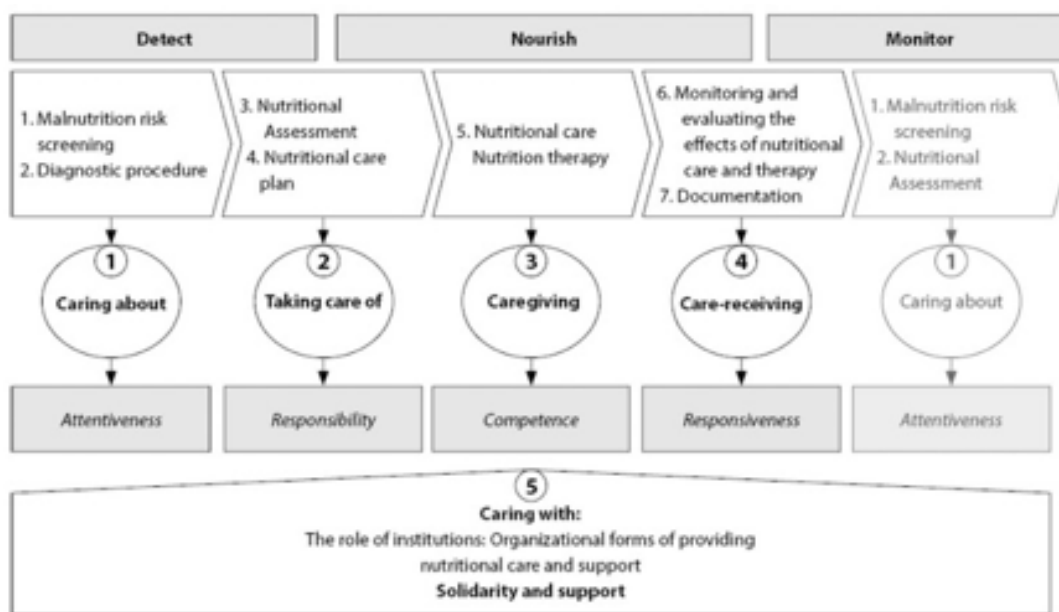 Detect
Nourish
Monitor
1. Malnutrition risk
screening
2. Diagnostic procedure
3. Nutritional
Assessment
4. Nutritional care
plan
5. Nutritional care
Nutrition therapy
6. Monitoring and
evaluating the
effects of nutritional
care and therapy
7. Documentation
1. Malnutrition risk
screening
2. Nutritional
Assessment
1
Caring about
2
Taking care of
3
Caregiving
4
Care-receiving
1
Caring about
Attentiveness
Responsibility
Competence
Responsiveness
Attentiveness
5
Caring with:
The role of institutions: Organizational forms of providing
nutritional care and support
Solidarity and support